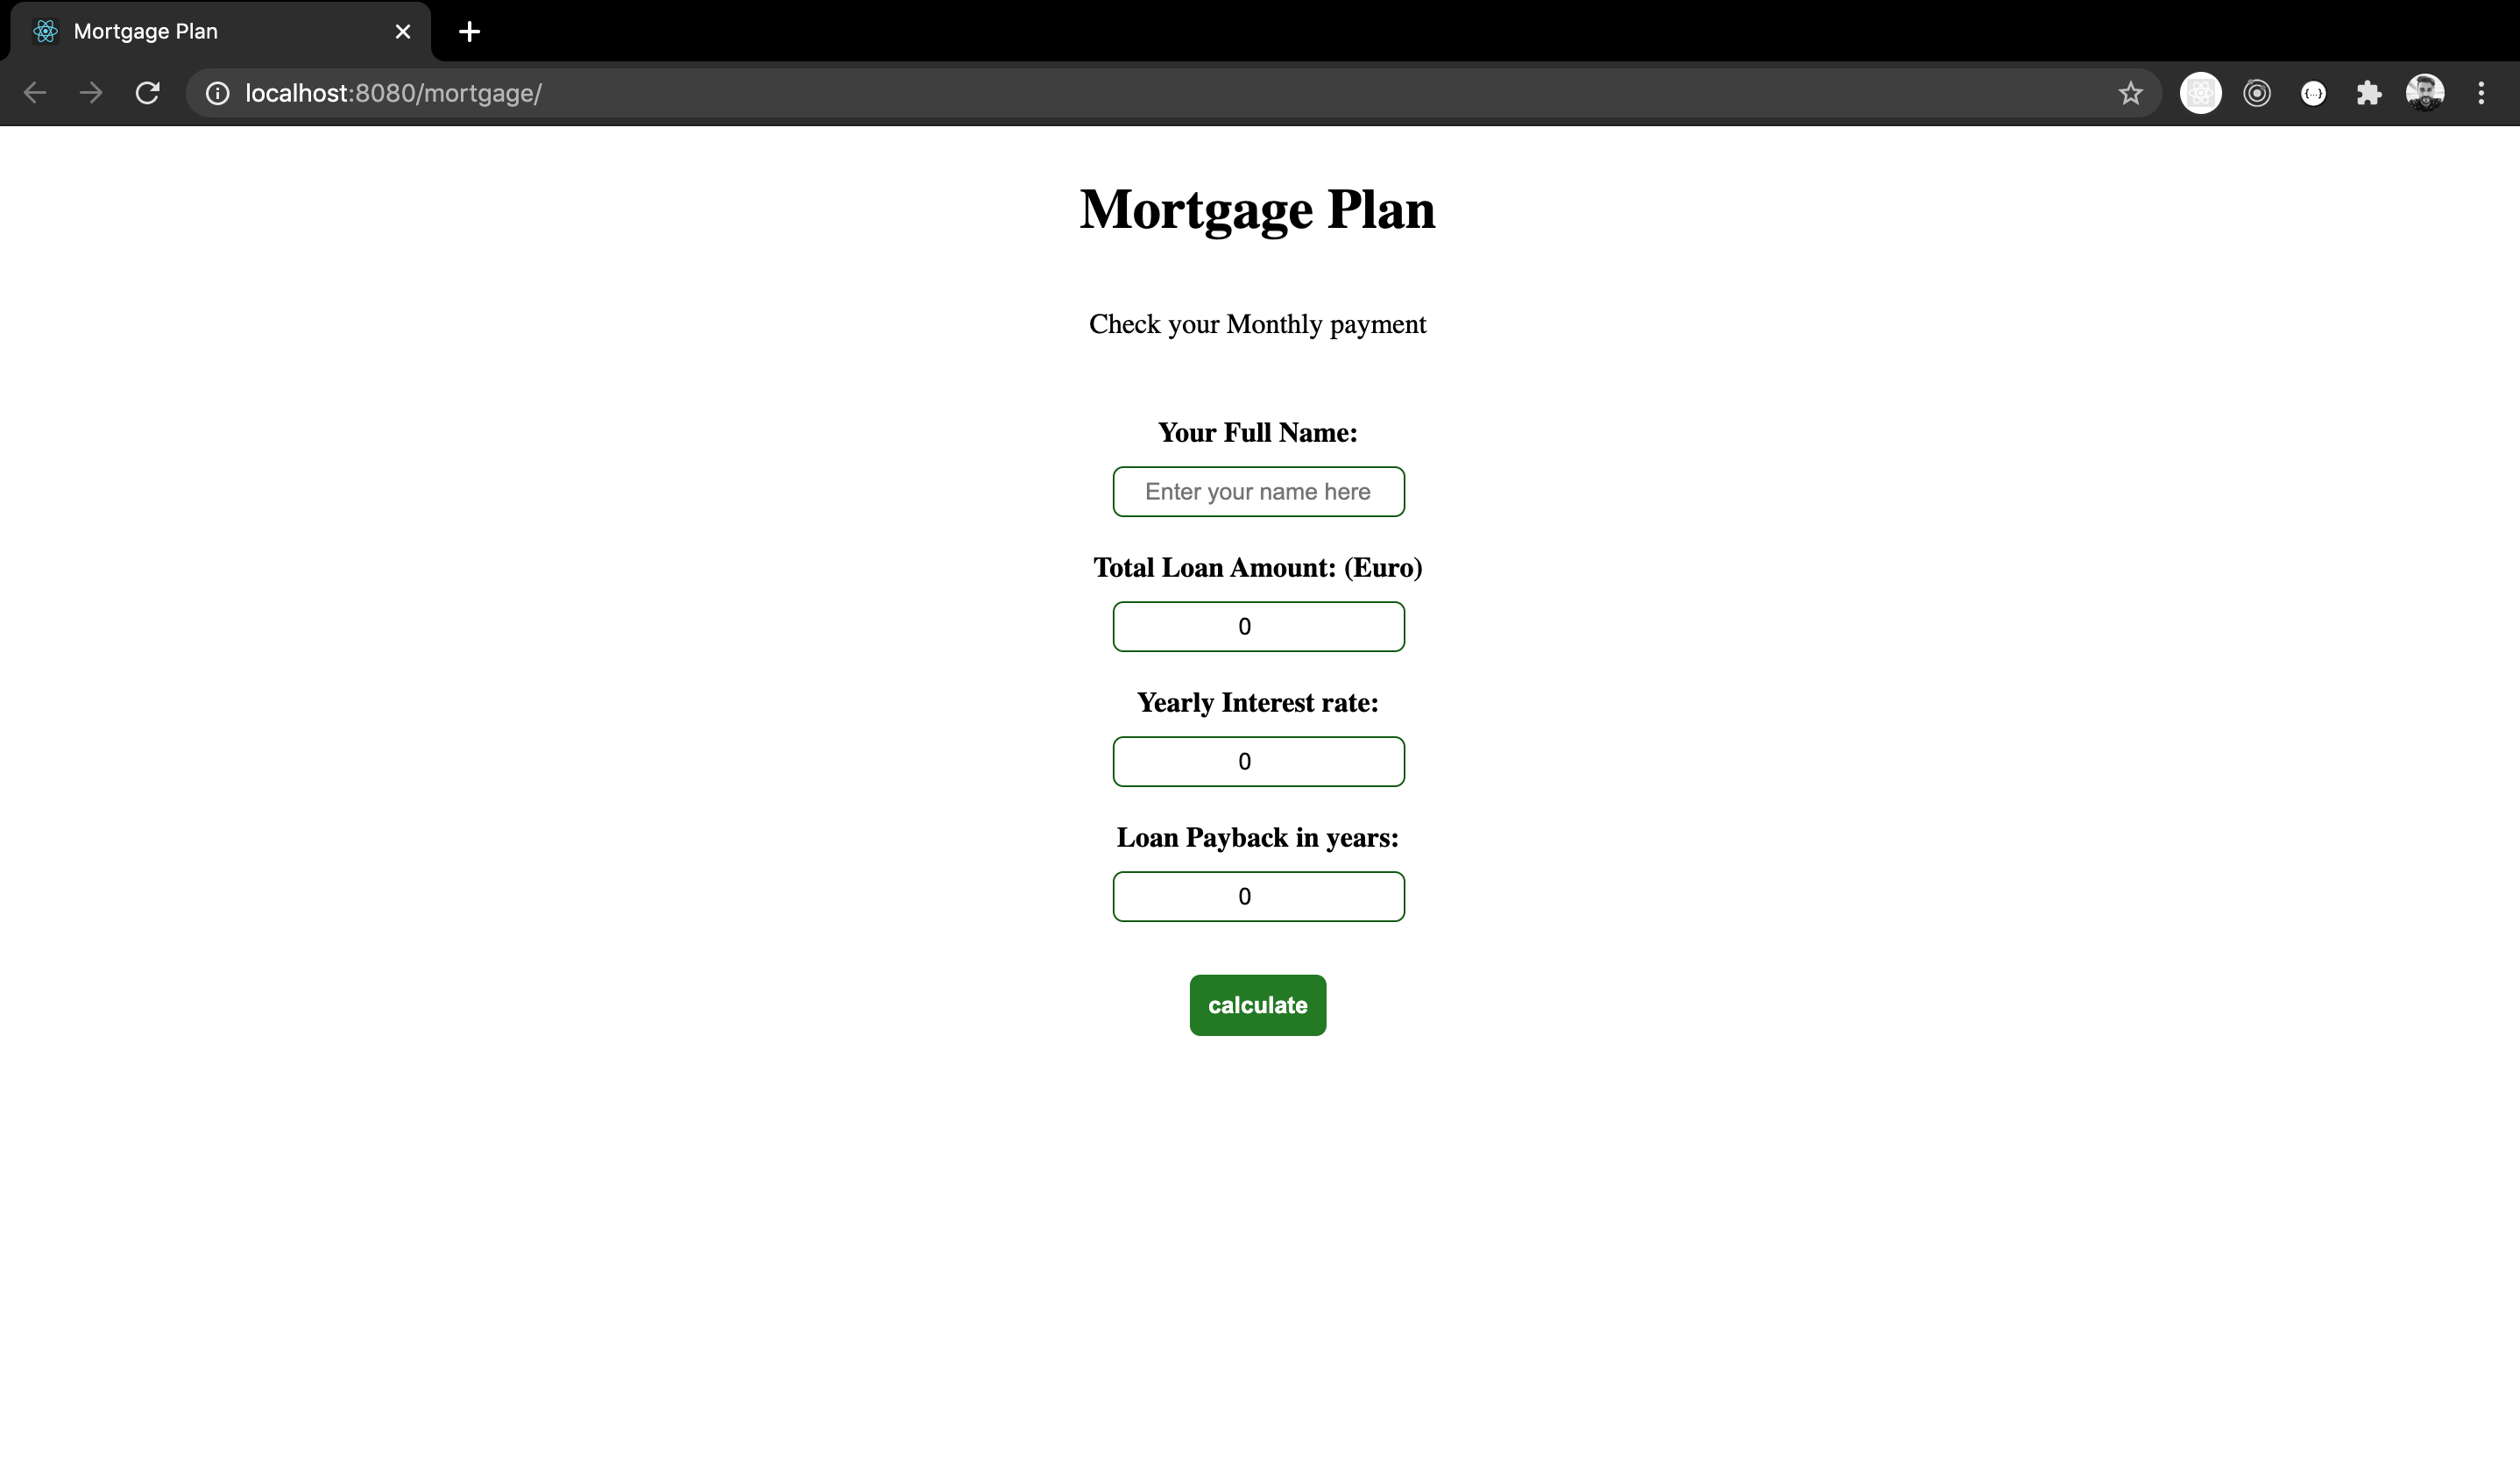 Mortgage Plan
localhost:8080/mortgage/
{...}
Mortgage Plan
Check your Monthly payment
Your Full Name:
Enter your name here
Total Loan Amount: (Euro)
0
Yearly Interest rate:
0
Loan Payback in years:
0
calculate